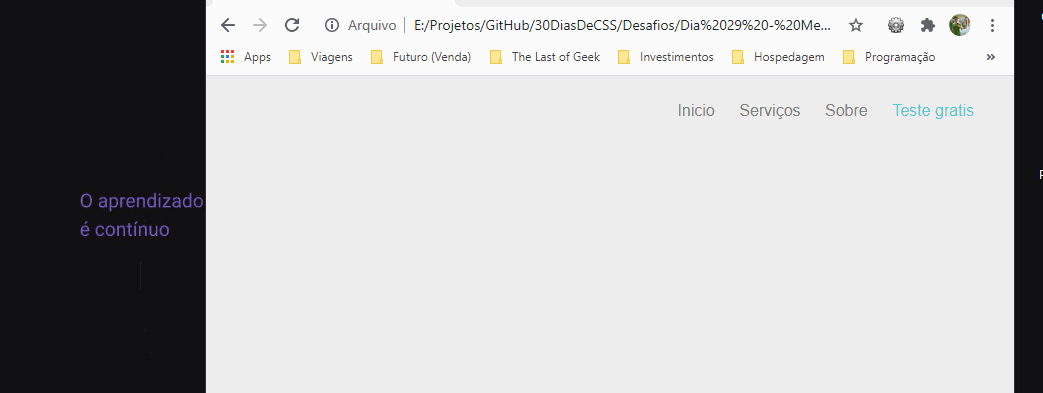 Arquivo E:/Projetos/GitHub/30DiasDeCSS/Desafios/Dia%2029%20-%20Me...
Apps Viagens Futuro (Venda) The Last of Geek Investimentos Hospedagem Programação »
Inicio Serviços Sobre Teste gratis
O aprendizado
é contínuo